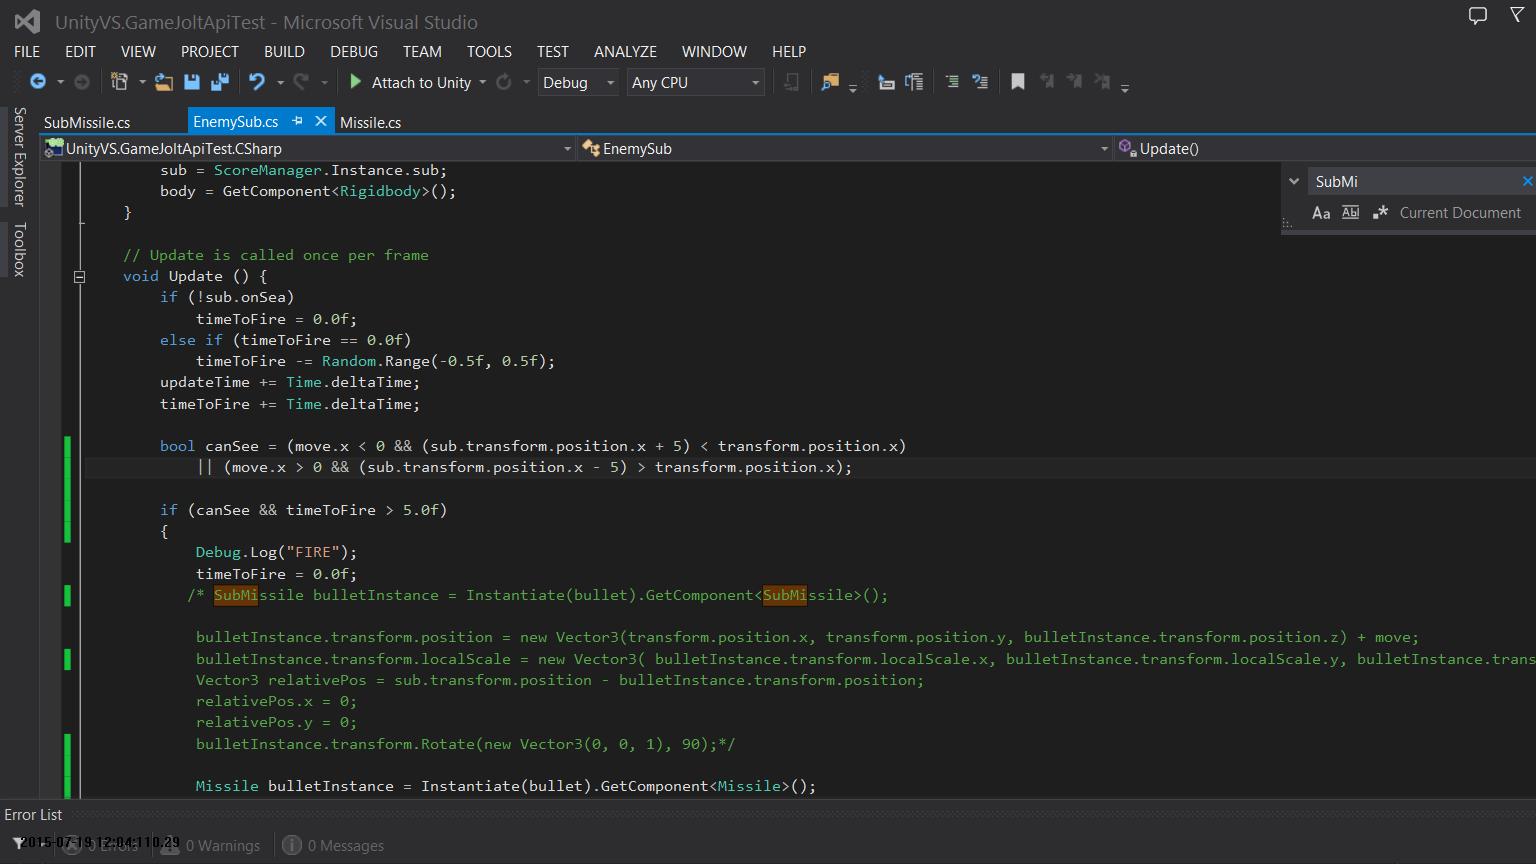 UnityVS.GameJoltApiTest - Microsoft Visual Studio
FILE EDIT VIEW PROJECT BUILD DEBUG TEAM TOOLS TEST ANALYZE WINDOW HELP
Attach to Unity Debug Any CPU
Server Explorer
Toolbox
SubMissile.cs EnemySub.cs Missile.cs
UnityVS.GameJoltApiTest.CSharp EnemySub Update()
SubMi
Aa Abl .* Current Document
sub = ScoreManager.Instance.sub;
body = GetComponent<Rigidbody>();
}
// Update is called once per frame
void Update () {
if (!sub.onSea)
timeToFire = 0.0f;
else if (timeToFire == 0.0f)
timeToFire -= Random.Range(-0.5f, 0.5f);
updateTime += Time.deltaTime;
timeToFire += Time.deltaTime;
bool canSee = (move.x < 0 && (sub.transform.position.x + 5) < transform.position.x)
|| (move.x > 0 && (sub.transform.position.x - 5) > transform.position.x);
if (canSee && timeToFire > 5.0f)
{
Debug.Log("FIRE");
timeToFire = 0.0f;
/* SubMissile bulletInstance = Instantiate(bullet).GetComponent<SubMissile>();
bulletInstance.transform.position = new Vector3(transform.position.x, transform.position.y, bulletInstance.transform.position.z) + move;
bulletInstance.transform.localScale = new Vector3( bulletInstance.transform.localScale.x, bulletInstance.transform.localScale.y, bulletInstance.trans
Vector3 relativePos = sub.transform.position - bulletInstance.transform.position;
relativePos.x = 0;
relativePos.y = 0;
bulletInstance.transform.Rotate(new Vector3(0, 0, 1), 90);*/
Missile bulletInstance = Instantiate(bullet).GetComponent<Missile>();
Error List
2015-07-19 12:04:110.29
0 Errors 0 Warnings 0 Messages